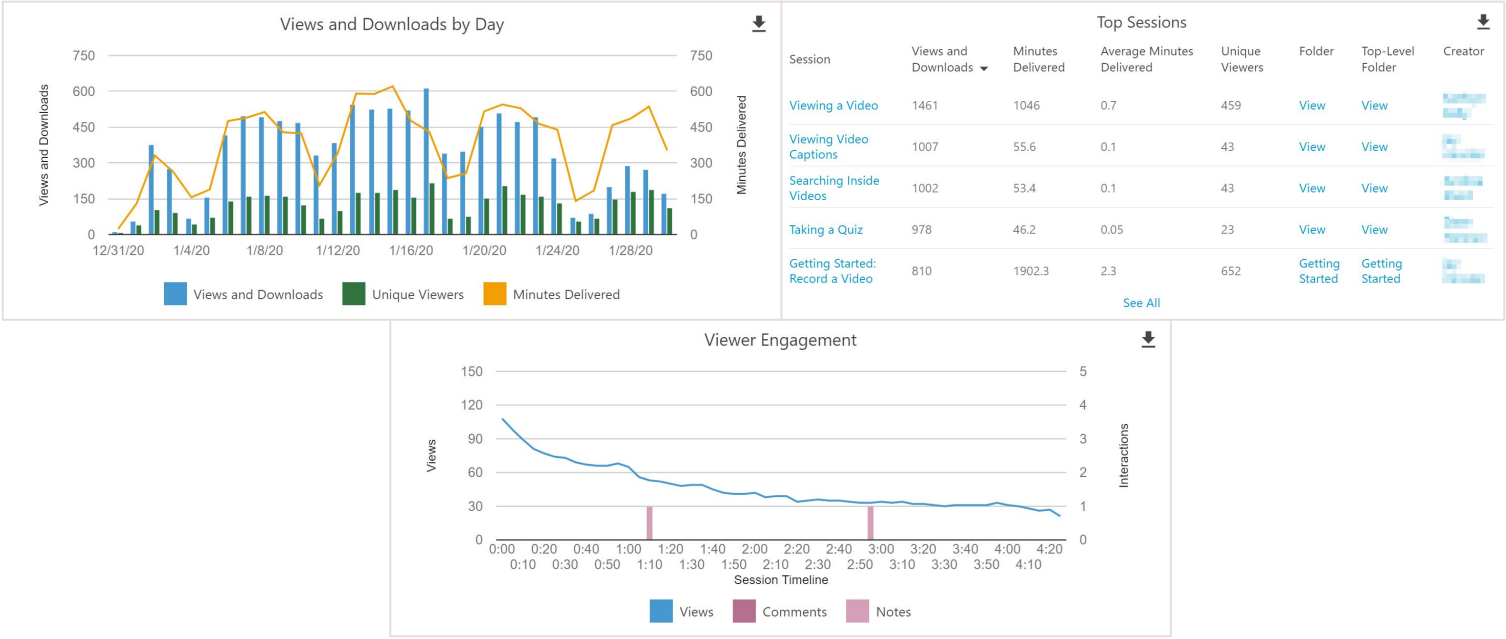 Views and Downloads by Day
750
600
450
300
150
0
Views and Downloads
750
600
450
300
150
0
Minutes Delivered
12/31/20 1/4/20 1/8/20 1/12/20 1/16/20 1/20/20 1/24/20 1/28/20
Views and Downloads Unique Viewers Minutes Delivered
Top Sessions
Session Views and Downloads Minutes Delivered Average Minutes Delivered Unique Viewers Folder Top-Level Folder Creator
Viewing a Video 1461 1046 0.7 459 View View
Viewing Video
Captions 1007 55.6 0.1 43 View View
Searching Inside
Videos 1002 53.4 0.1 43 View View
Taking a Quiz 978 46.2 0.05 23 View View
Getting Started:
Record a Video 810 1902.3 2.3 652 Getting Started Getting Started
See All
Viewer Engagement
150
120
90
60
30
0
Views
5
4
3
2
1
0
Interactions
0:00 0:20 0:40 1:00 1:20 1:40 2:00 2:20 2:40 3:00 3:20 3:40 4:00 4:20
0:10 0:30 0:50 1:10 1:30 1:50 2:10 2:30 2:50 3:10 3:30 3:50 4:10
Session Timeline
Views Comments Notes